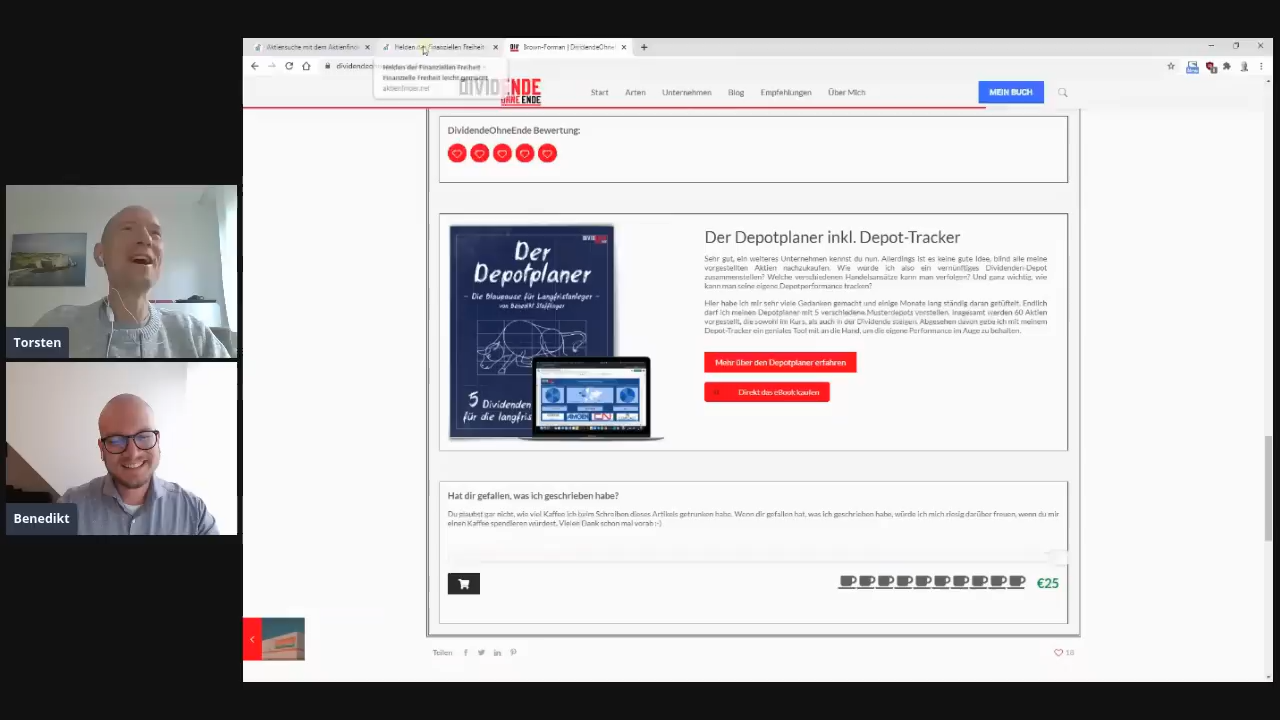 Aktiensuche mit dem Aktienfinder
Helden der Finanziellen Freiheit
Brown-Forman | DividendeOhneE
dividendeo
Helden der Finanziellen Freiheit -
Finanzielle Freiheit leicht gemacht
aktienfinder.net
DIVIDENDE
OHNE ENDE
Start
Arten
Unternehmen
Blog
Empfehlungen
Über Mich
MEIN BUCH
DividendeOhneEnde Bewertung:
Der
Depotplaner
- Die Blaupause für Langfristanleger -
von Benedikt
5 Dividenden
für die langfris
Der Depotplaner inkl. Depot-Tracker
Sehr gut, ein weiteres Unternehmen kennst du nun. Allerdings ist es keine gute Idee, blind alle meine
vorgestellten Aktien nachzukaufen. Wie würde ich also ein vernünftiges Dividenden-Depot
zusammenstellen? Welche verschiedenen Handelsansätze kann man verfolgen? Und ganz wichtig, wie
kann man seine eigene Depotperformance tracken?
Hier habe ich mir sehr viele Gedanken gemacht und einige Monate lang ständig daran getüftelt. Endlich
darf ich meinen Depotplaner mit 5 verschiedene Musterdepots vorstellen. Insgesamt werden 60 Aktien
vorgestellt, die sowohl im Kurs, als auch in der Dividende steigen. Abgesehen davon gebe ich mit meinem
Depot-Tracker ein geniales Tool mit an die Hand, um die eigene Performance im Auge zu behalten.
Mehr über den Depotplaner erfahren
Direkt das eBook kaufen
Hat dir gefallen, was ich geschrieben habe?
Du glaubst gar nicht, wie viel Kaffee ich beim Schreiben dieses Artikels getrunken habe. Wenn dir gefallen hat, was ich geschrieben habe, würde ich mich riesig darüber freuen, wenn du mir
einen Kaffee spendieren würdest. Vielen Dank schon mal vorab :-)
€25
Teilen
18
Torsten
Benedikt